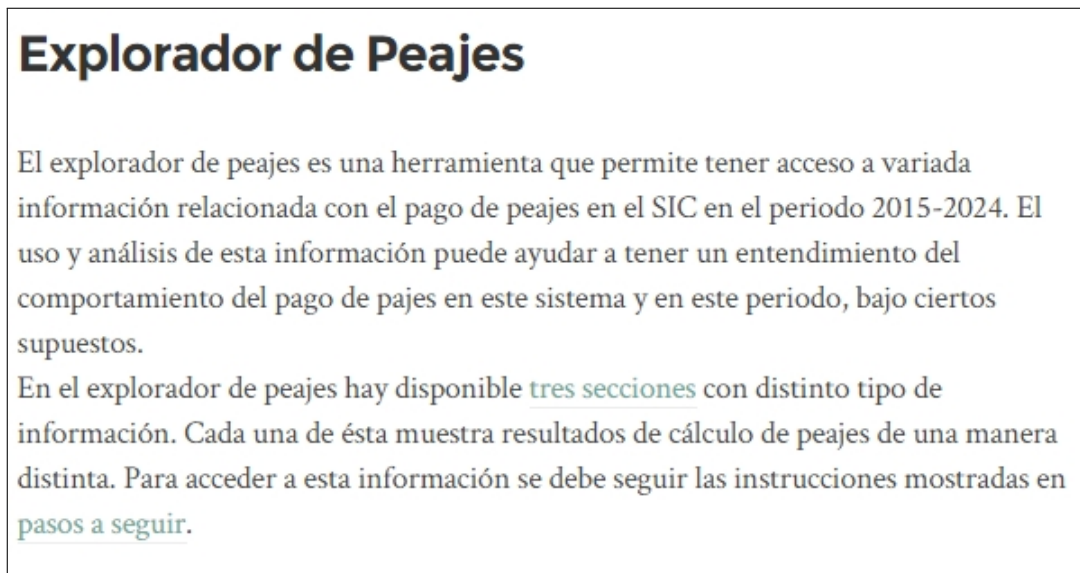 Explorador de Peajes
El explorador de peajes es una herramienta que permite tener acceso a variada
información relacionada con el pago de peajes en el SIC en el periodo 2015-2024. El
uso y análisis de esta información puede ayudar a tener un entendimiento del
comportamiento del pago de pajes en este sistema y en este periodo, bajo ciertos
supuestos.
En el explorador de peajes hay disponible tres secciones con distinto tipo de
información. Cada una de ésta muestra resultados de cálculo de peajes de una manera
distinta. Para acceder a esta información se debe seguir las instrucciones mostradas en
pasos a seguir.